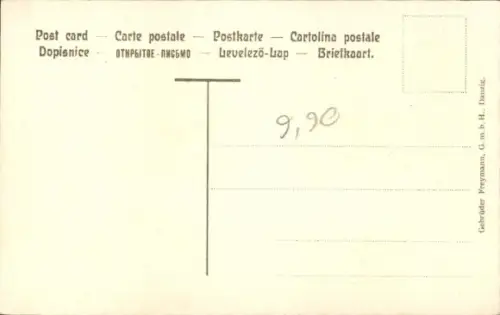 Post card — Carte postale — Postkarte — Cartolina postale
Dopisnice - ОТКРЫТОЕ-ПИСЬМО — Levelező-Lap — Briefkaart.
9,90
Gebrüder Freymann, G. m. b. H., Danzig.